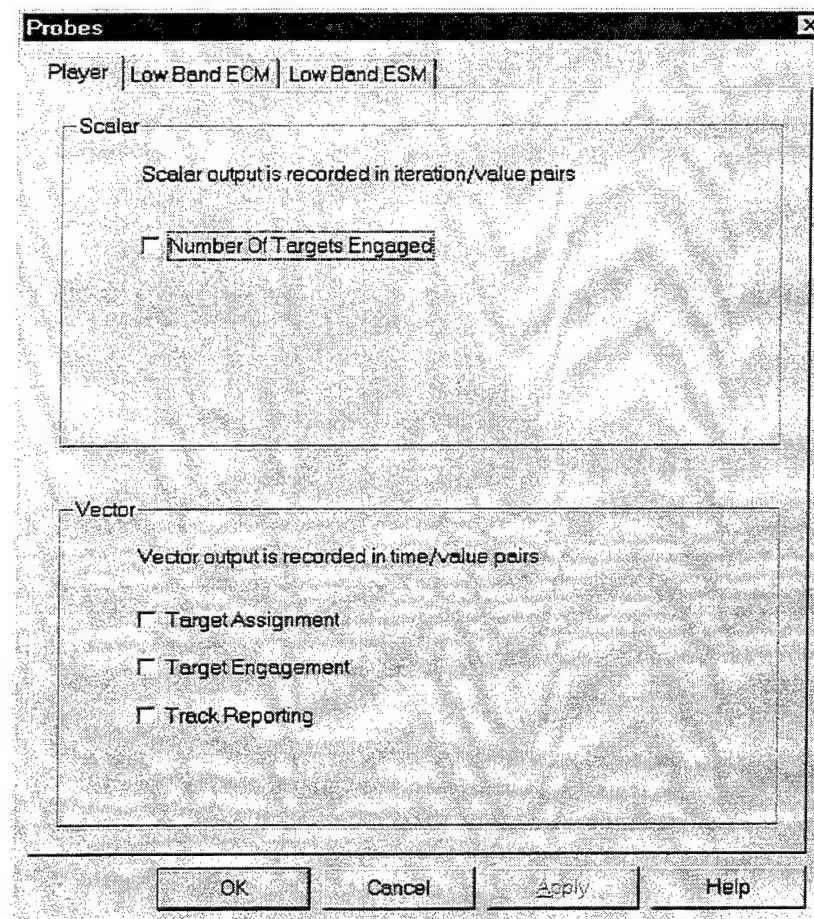 Probes
Player Low Band ECM Low Band ESM
Scalar
Scalar output is recorded in iteration/value pairs
Number Of Targets Engaged
Vector
Vector output is recorded in time/value pairs
Target Assignment
Target Engagement
Track Reporting
OK Cancel Apply Help